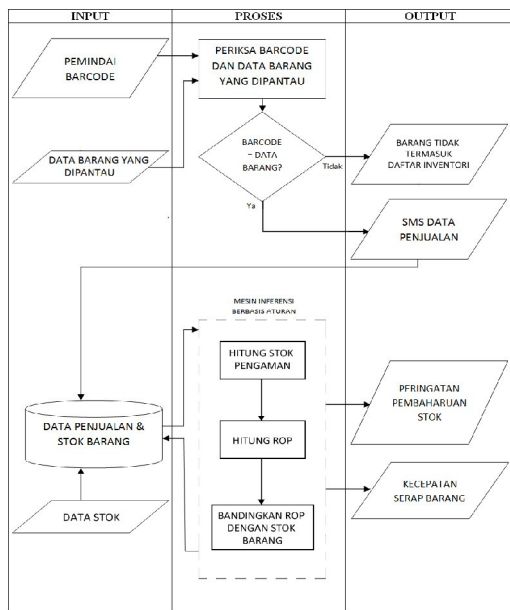 INPUT
PROSES
OUTPUT
PEMINDAI
BARCODE
PERIKSA BARCODE
DAN DATA BARANG
YANG DIPANTAU
DATA BARANG YANG
DIPANTAU
BARCODE
= DATA
BARANG?
Tidak
Ya
BARANG TIDAK
TERMASUK
DAFTAR INVENTORI
SMS DATA
PENJUALAN
MESIN INFERENSI
BERBASIS ATURAN
HITUNG STOK
PENGAMAN
HITUNG ROP
BANDINGKAN ROP
DENGAN STOK
BARANG
DATA PENJUALAN &
STOK BARANG
DATA STOK
PERINGATAN
PEMBAHARUAN
STOK
KECEPATAN
SERAP BARANG